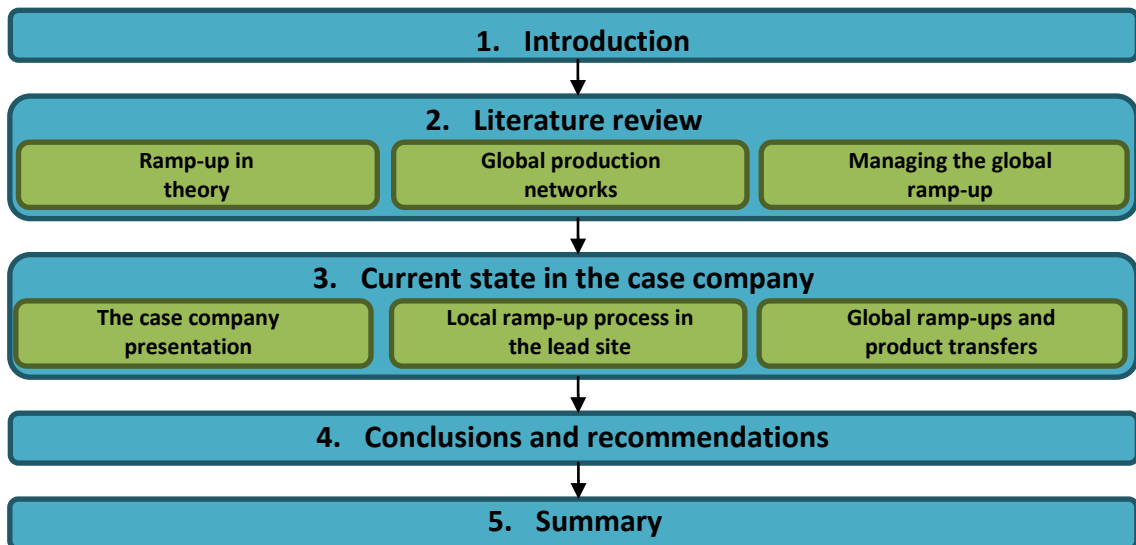 1. Introduction
2. Literature review
Ramp-up in
theory
Global production
networks
Managing the global
ramp-up
3. Current state in the case company
The case company
presentation
Local ramp-up process in
the lead site
Global ramp-ups and
product transfers
4. Conclusions and recommendations
5. Summary